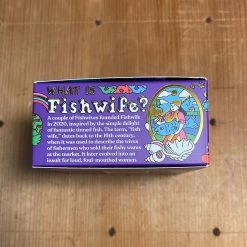 WHAT IS
Fishwife?
A couple of Fishwives founded Fishwife
in 2020, inspired by the simple delight
of fantastic tinned fish. The term, "fish
wife," dates back to the 16th century,
when it was used to describe the wives
of fishermen who sold their fishy wares
at the market. It later evolved into an
insult for loud, foul-mouthed women.